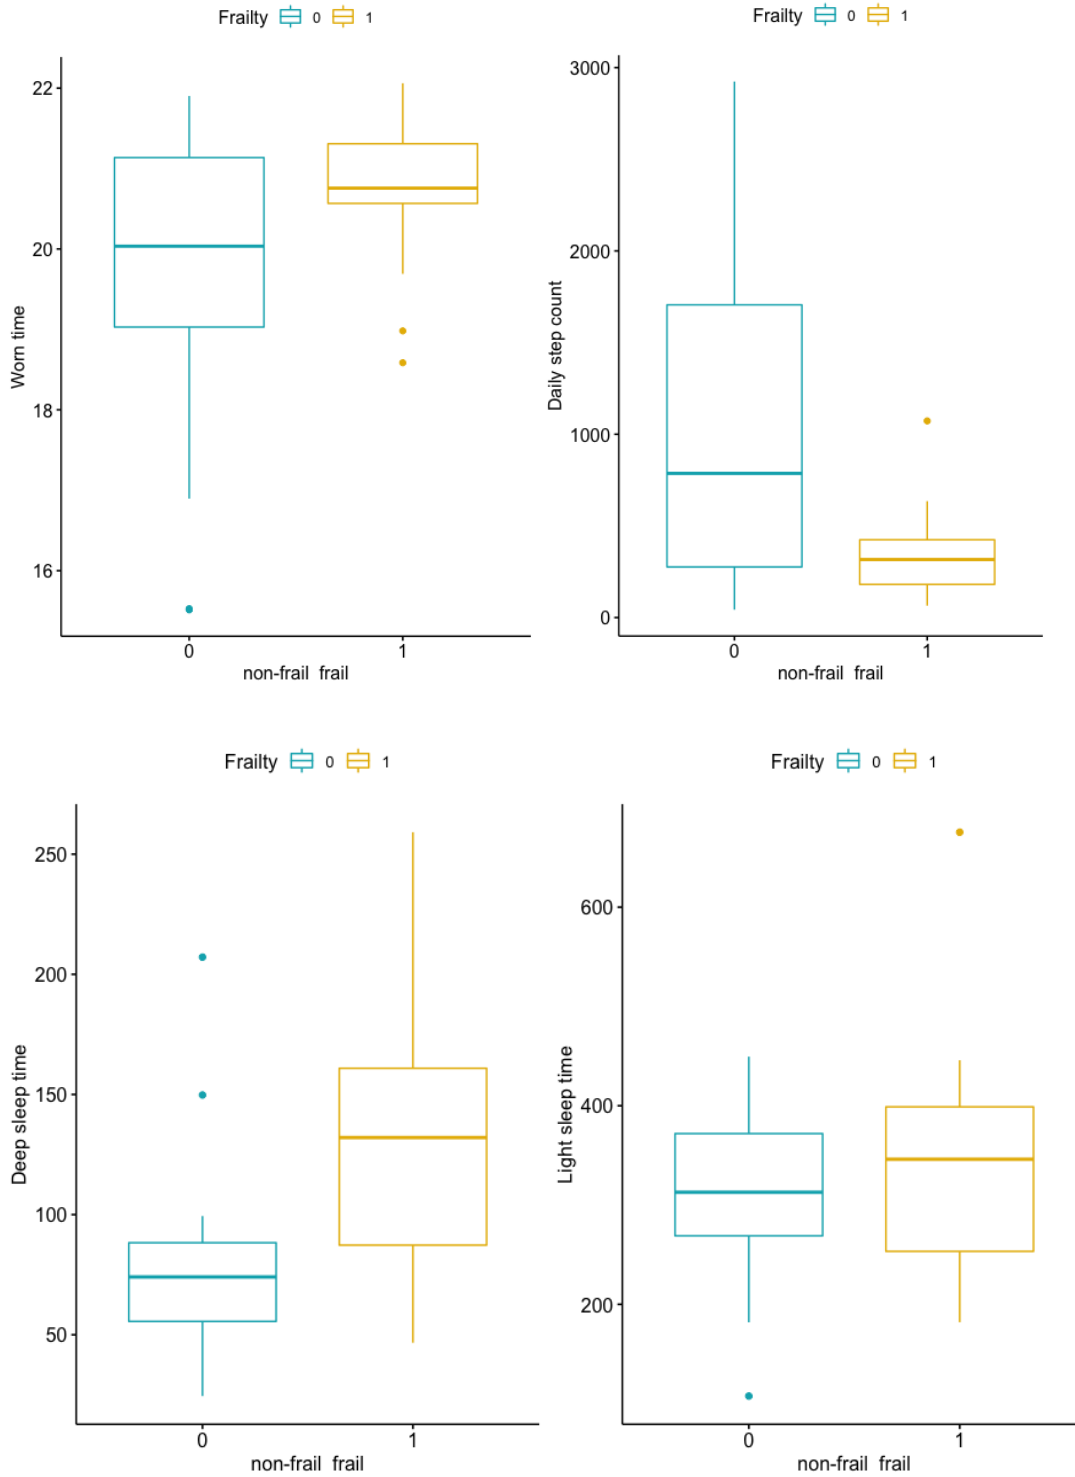 Frailty 0 1
Worn time
22
20
18
16
0 1
non-frail frail
Frailty 0 1
Daily step count
3000
2000
1000
0
0 1
non-frail frail
Frailty 0 1
Deep sleep time
250
200
150
100
50
0 1
non-frail frail
Frailty 0 1
Light sleep time
600
400
200
0 1
non-frail frail